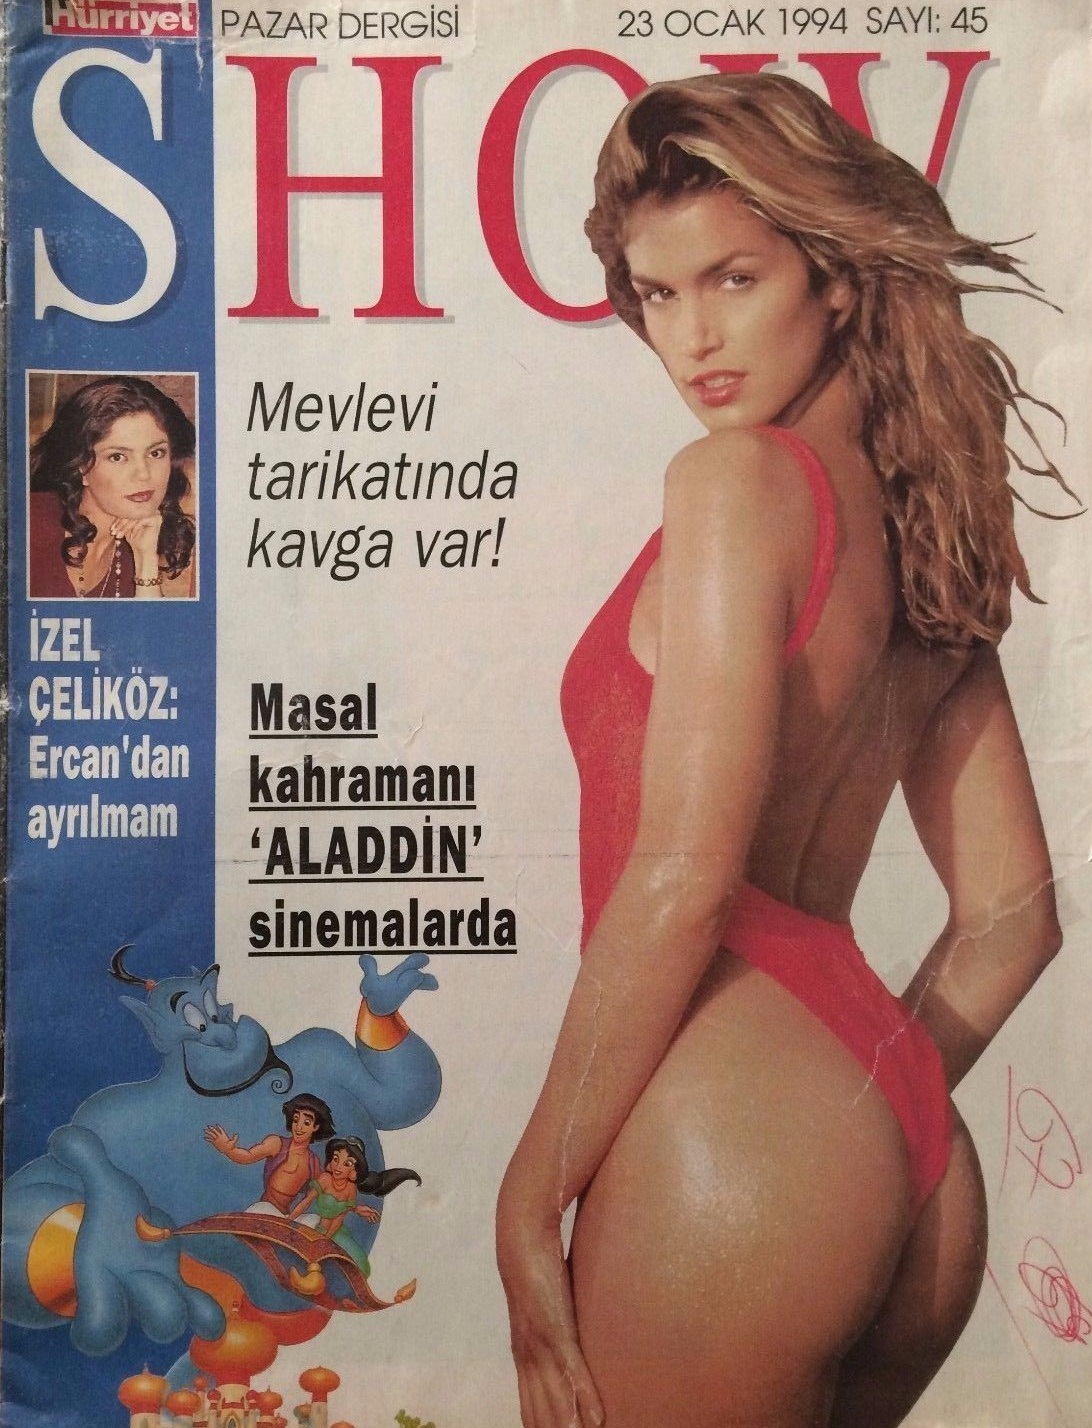 Hürriyet PAZAR DERGİSİ 23 OCAK 1994 SAYI: 45
SHOW
Mevlevi
tarikatında
kavga var!
İZEL
ÇELİKÖZ:
Ercan'dan
ayrılmam
Masal
kahramanı
‘ALADDİN’
sinemalarda